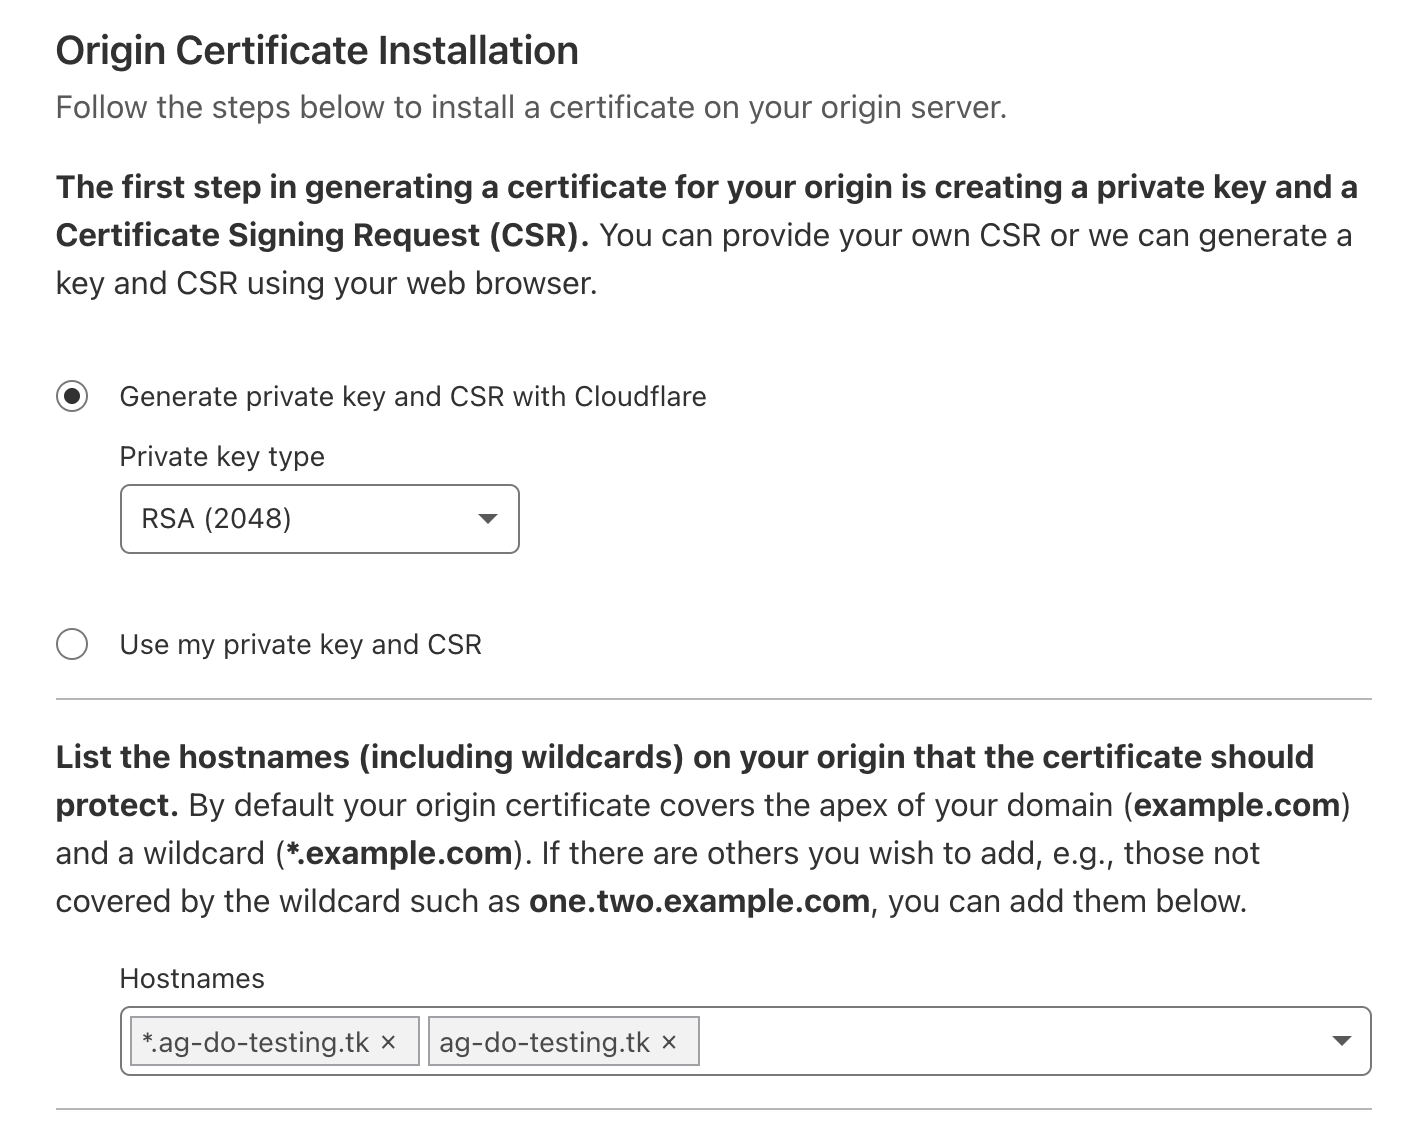 Origin Certificate Installation
Follow the steps below to install a certificate on your origin server.
The first step in generating a certificate for your origin is creating a private key and a
Certificate Signing Request (CSR). You can provide your own CSR or we can generate a
key and CSR using your web browser.
Generate private key and CSR with Cloudflare
Private key type
RSA (2048)
Use my private key and CSR
List the hostnames (including wildcards) on your origin that the certificate should
protect. By default your origin certificate covers the apex of your domain (example.com)
and a wildcard (*.example.com). If there are others you wish to add, e.g., those not
covered by the wildcard such as one.two.example.com, you can add them below.
Hostnames
*.ag-do-testing.tk × ag-do-testing.tk ×